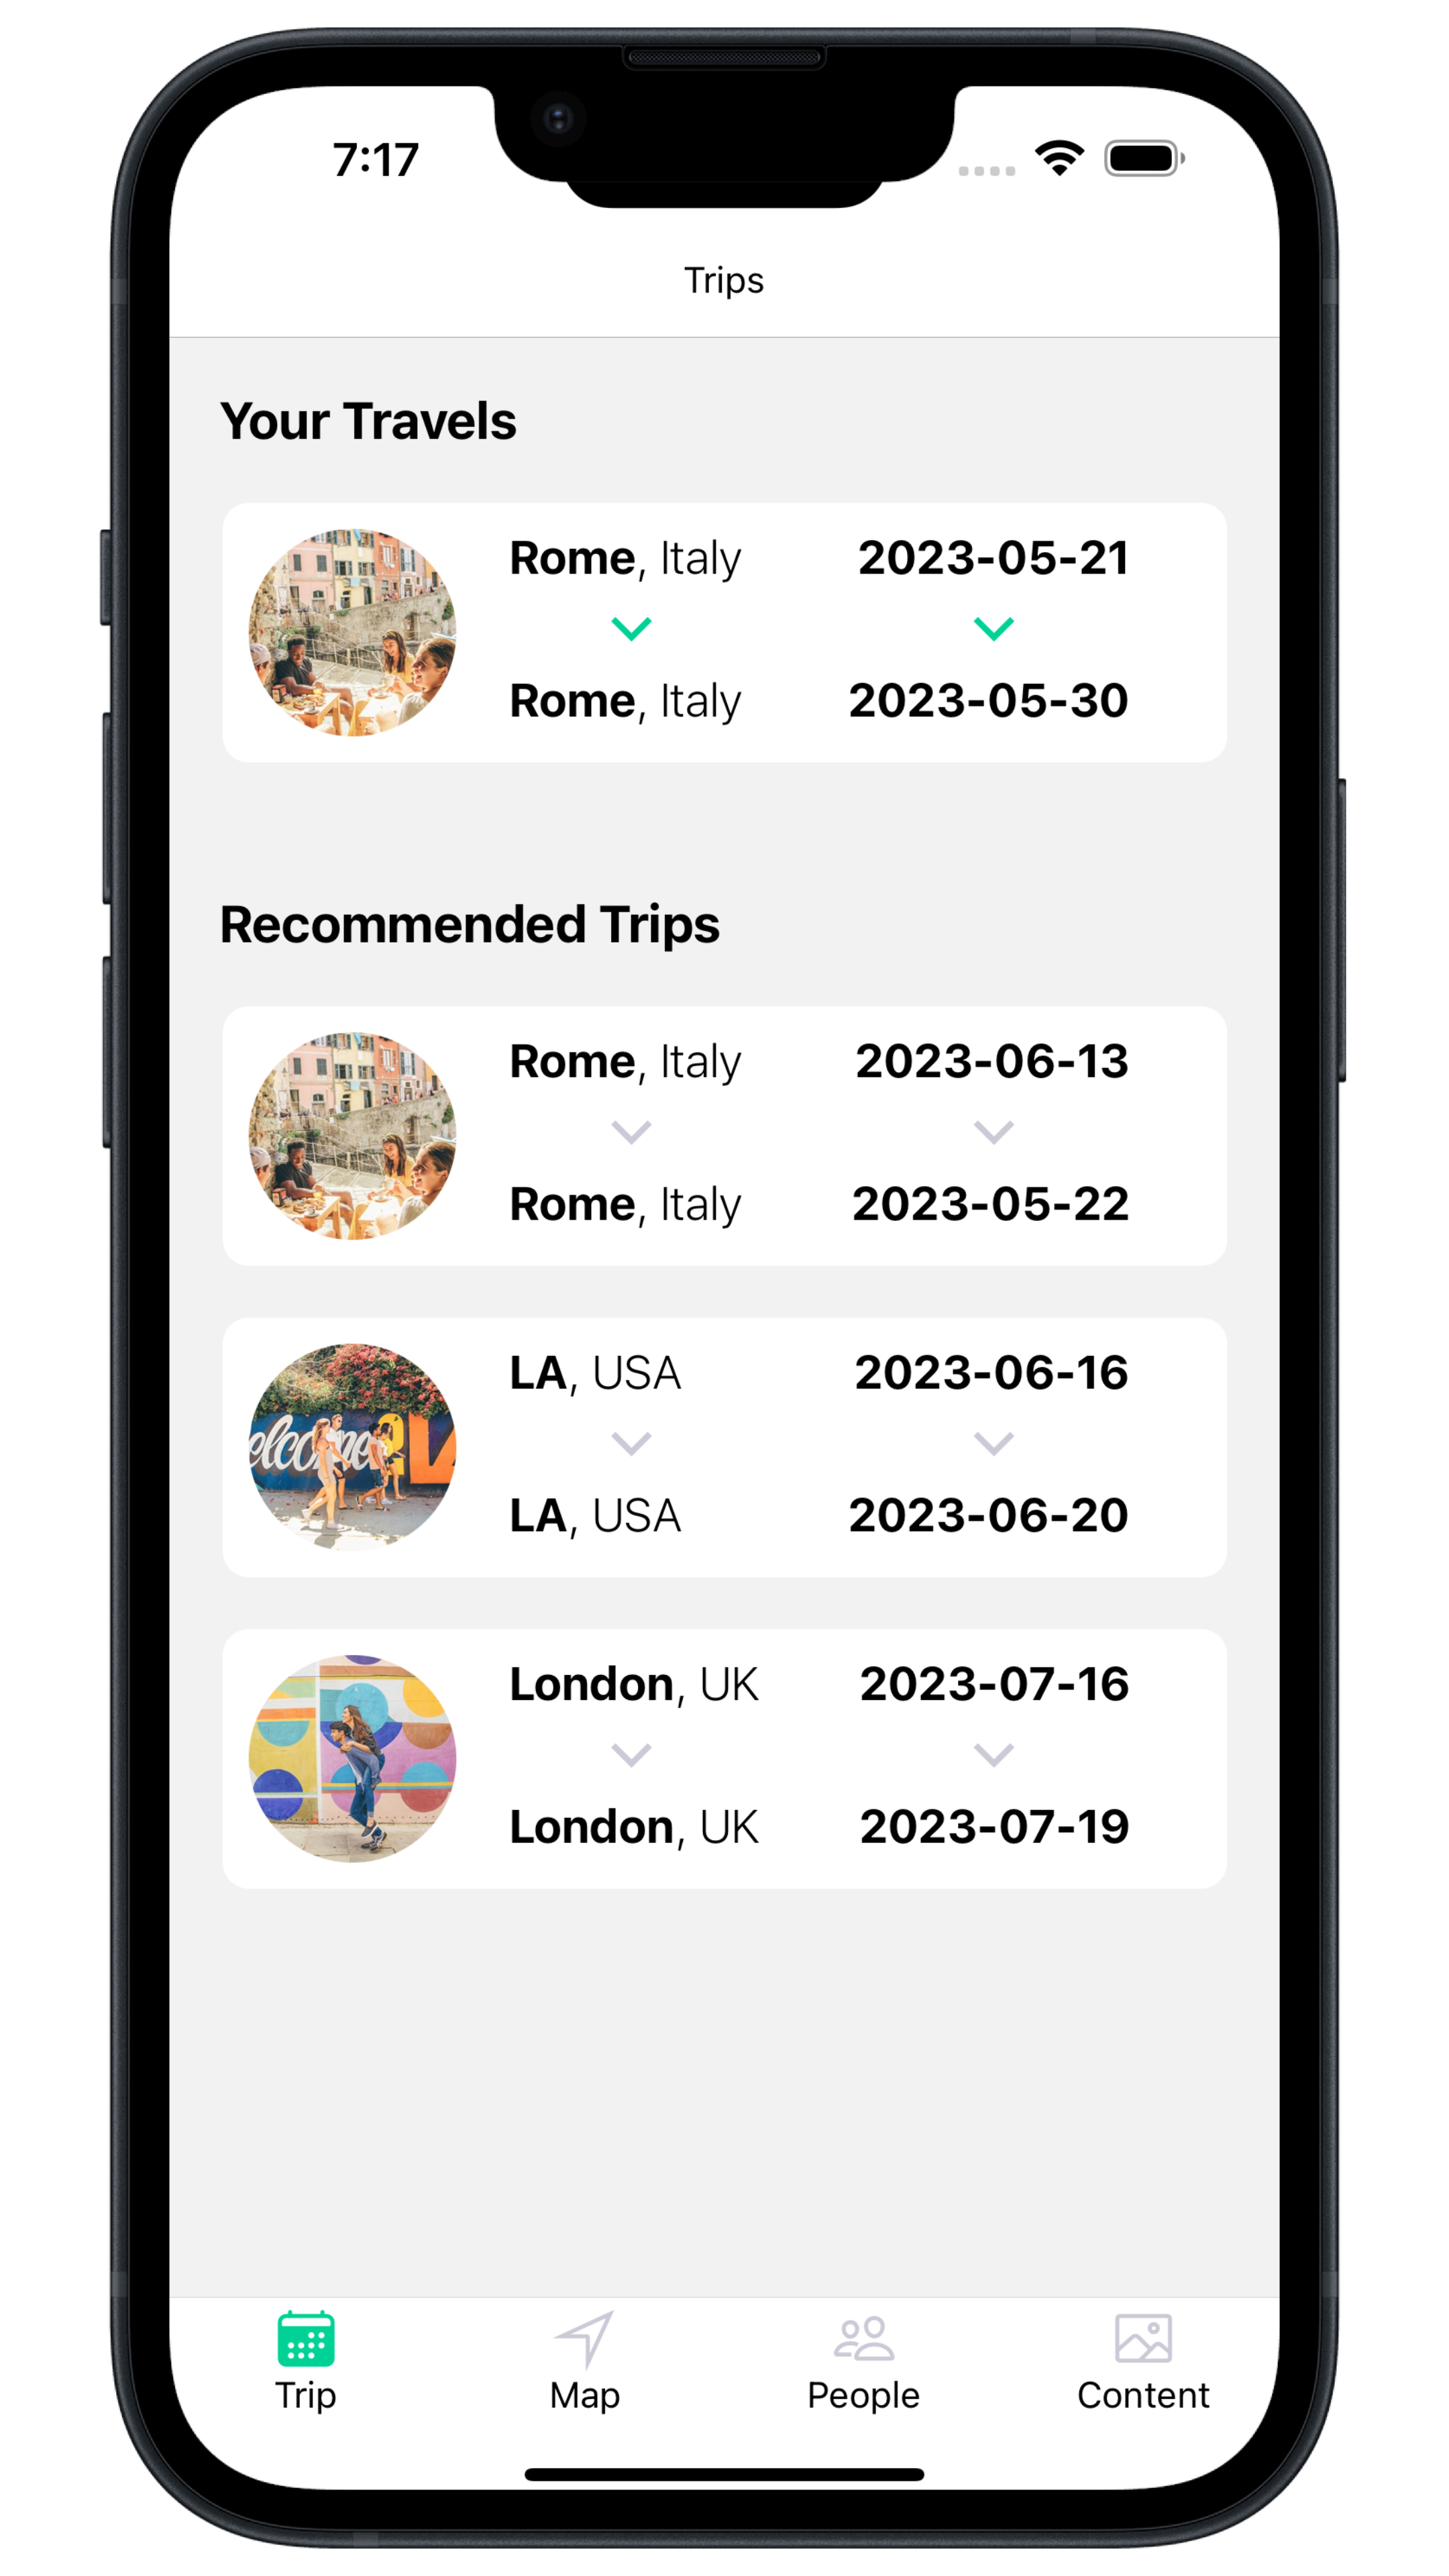 7:17
Trips
Your Travels
Rome, Italy 2023-05-21
Rome, Italy 2023-05-30
Recommended Trips
Rome, Italy 2023-06-13
Rome, Italy 2023-05-22
LA, USA 2023-06-16
elcome
LA, USA 2023-06-20
London, UK 2023-07-16
London, UK 2023-07-19
Trip Map People Content